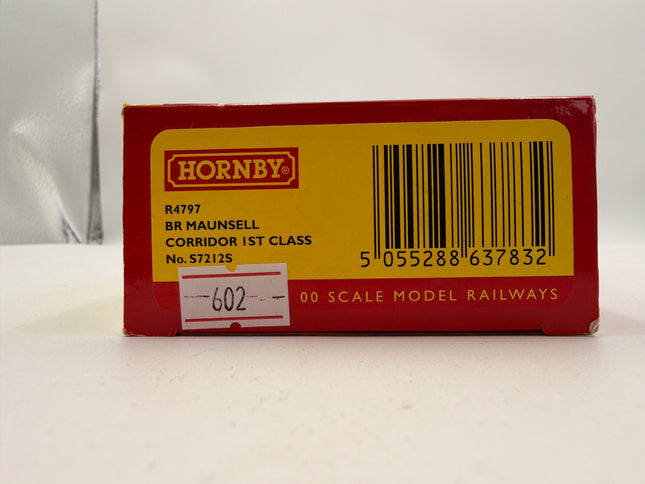 HORNBY®
R4797
BR MAUNSELL
CORRIDOR 1ST CLASS
No. S7212S
5 055288 637832
602
00 SCALE MODEL RAILWAYS